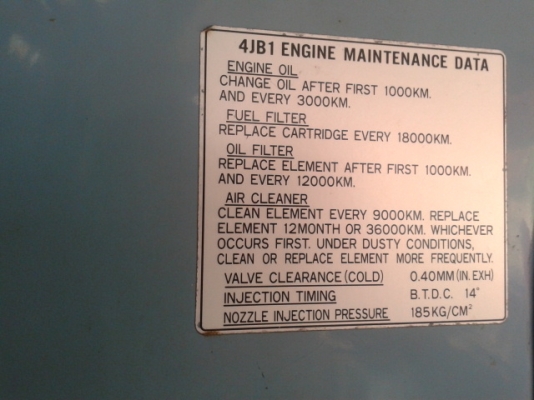 4JB1 ENGINE MAINTENANCE DATA
ENGINE OIL
CHANGE OIL AFTER FIRST 1000KM.
AND EVERY 3000KM.
FUEL FILTER
REPLACE CARTRIDGE EVERY 18000KM.
OIL FILTER
REPLACE ELEMENT AFTER FIRST 1000KM.
AND EVERY 12000KM.
AIR CLEANER
CLEAN ELEMENT EVERY 9000KM. REPLACE
ELEMENT 12MONTH OR 36000KM. WHICHEVER
OCCURS FIRST. UNDER DUSTY CONDITIONS,
CLEAN OR REPLACE ELEMENT MORE FREQUENTLY.
VALVE CLEARANCE (COLD) 0.40MM (IN. EXH)
INJECTION TIMING B.T.D.C. 14°
NOZZLE INJECTION PRESSURE 185KG/CM²